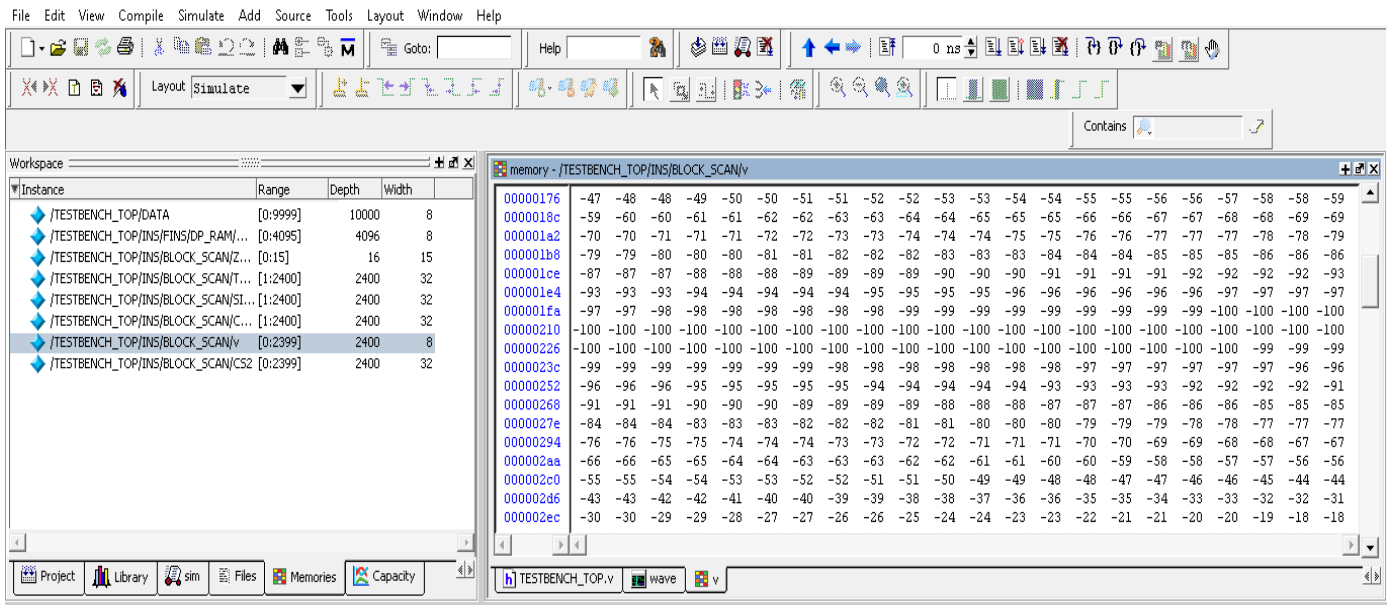 File Edit View Compile Simulate Add Source Tools Layout Window Help
Goto: Help 0 ns
Layout Simulate
Contains
Workspace
Instance Range Depth Width
/TESTBENCH_TOP/DATA [0:9999] 10000 8
/TESTBENCH_TOP/INS/FINS/DP_RAM/... [0:4095] 4096 8
/TESTBENCH_TOP/INS/BLOCK_SCAN/Z... [0:15] 16 15
/TESTBENCH_TOP/INS/BLOCK_SCAN/T... [1:2400] 2400 32
/TESTBENCH_TOP/INS/BLOCK_SCAN/SI... [1:2400] 2400 32
/TESTBENCH_TOP/INS/BLOCK_SCAN/C... [1:2400] 2400 32
/TESTBENCH_TOP/INS/BLOCK_SCAN/v [0:2399] 2400 8
/TESTBENCH_TOP/INS/BLOCK_SCAN/CS2 [0:2399] 2400 32
Project Library sim Files Memories Capacity
memory - /TESTBENCH_TOP/INS/BLOCK_SCAN/v
00000176 -47 -48 -48 -49 -50 -50 -51 -51 -52 -52 -53 -53 -54 -54 -55 -55 -56 -56 -57 -58 -58 -59
0000018c -59 -60 -60 -61 -61 -62 -62 -63 -63 -64 -64 -65 -65 -65 -66 -66 -67 -67 -68 -68 -69 -69
000001a2 -70 -70 -71 -71 -71 -72 -72 -73 -73 -74 -74 -74 -75 -75 -76 -76 -77 -77 -77 -78 -78 -79
000001b8 -79 -79 -80 -80 -80 -81 -81 -82 -82 -82 -83 -83 -83 -84 -84 -84 -85 -85 -85 -86 -86 -86
000001ce -87 -87 -87 -88 -88 -88 -89 -89 -89 -89 -90 -90 -90 -91 -91 -91 -91 -92 -92 -92 -92 -93
000001e4 -93 -93 -93 -94 -94 -94 -94 -94 -95 -95 -95 -95 -96 -96 -96 -96 -96 -96 -97 -97 -97 -97
000001fa -97 -97 -98 -98 -98 -98 -98 -98 -98 -99 -99 -99 -99 -99 -99 -99 -99 -99 -100 -100 -100 -100
00000210 -100 -100 -100 -100 -100 -100 -100 -100 -100 -100 -100 -100 -100 -100 -100 -100 -100 -100 -100 -100 -100 -100
00000226 -100 -100 -100 -100 -100 -100 -100 -100 -100 -100 -100 -100 -100 -100 -100 -100 -100 -100 -100 -99 -99 -99
0000023c -99 -99 -99 -99 -99 -99 -99 -98 -98 -98 -98 -98 -98 -98 -97 -97 -97 -97 -97 -97 -96 -96
00000252 -96 -96 -96 -95 -95 -95 -95 -95 -94 -94 -94 -94 -94 -93 -93 -93 -93 -92 -92 -92 -92 -91
00000268 -91 -91 -91 -90 -90 -90 -89 -89 -89 -89 -88 -88 -88 -87 -87 -87 -86 -86 -86 -85 -85 -85
0000027e -84 -84 -84 -83 -83 -83 -82 -82 -82 -81 -81 -80 -80 -80 -79 -79 -79 -78 -78 -77 -77 -77
00000294 -76 -76 -75 -75 -74 -74 -74 -73 -73 -72 -72 -71 -71 -71 -70 -70 -69 -69 -68 -68 -67 -67
000002aa -66 -66 -65 -65 -64 -64 -63 -63 -63 -62 -62 -61 -61 -60 -60 -59 -58 -58 -57 -57 -56 -56
000002c0 -55 -55 -54 -54 -53 -53 -52 -52 -51 -51 -50 -49 -49 -48 -48 -47 -47 -46 -46 -45 -44 -44
000002d6 -43 -43 -42 -42 -41 -40 -40 -39 -39 -38 -38 -37 -36 -36 -35 -35 -34 -33 -33 -32 -32 -31
000002ec -30 -30 -29 -29 -28 -27 -27 -26 -26 -25 -24 -24 -23 -23 -22 -21 -21 -20 -20 -19 -18 -18
TESTBENCH_TOP.v wave v